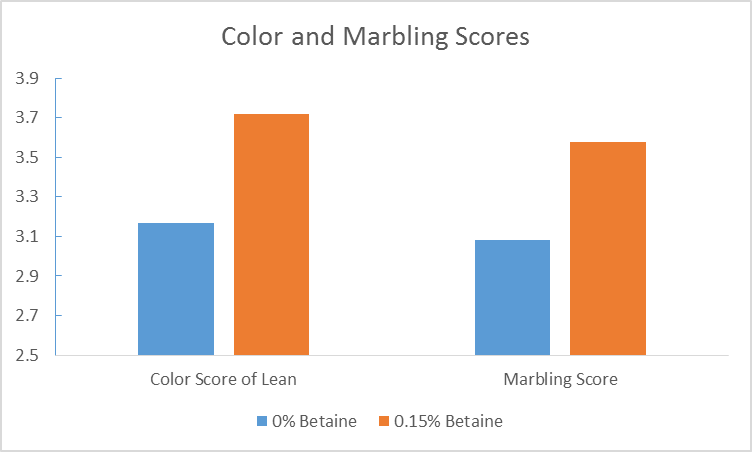 Color and Marbling Scores
3.9
3.7
3.5
3.3
3.1
2.9
2.7
2.5
Color Score of Lean Marbling Score
0% Betaine 0.15% Betaine